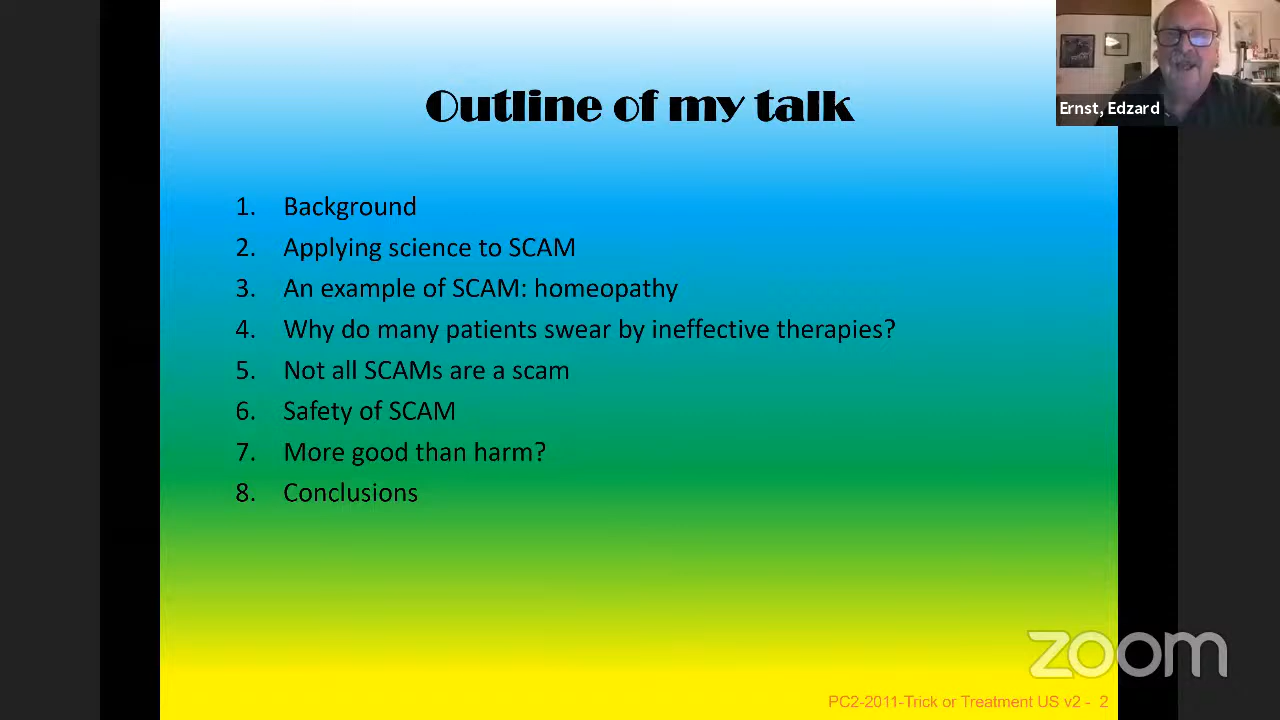 Outline of my talk
Ernst, Edzard
1. Background
2. Applying science to SCAM
3. An example of SCAM: homeopathy
4. Why do many patients swear by ineffective therapies?
5. Not all SCAMs are a scam
6. Safety of SCAM
7. More good than harm?
8. Conclusions
zoom
PC2-2011-Trick or Treatment US v2 - 2